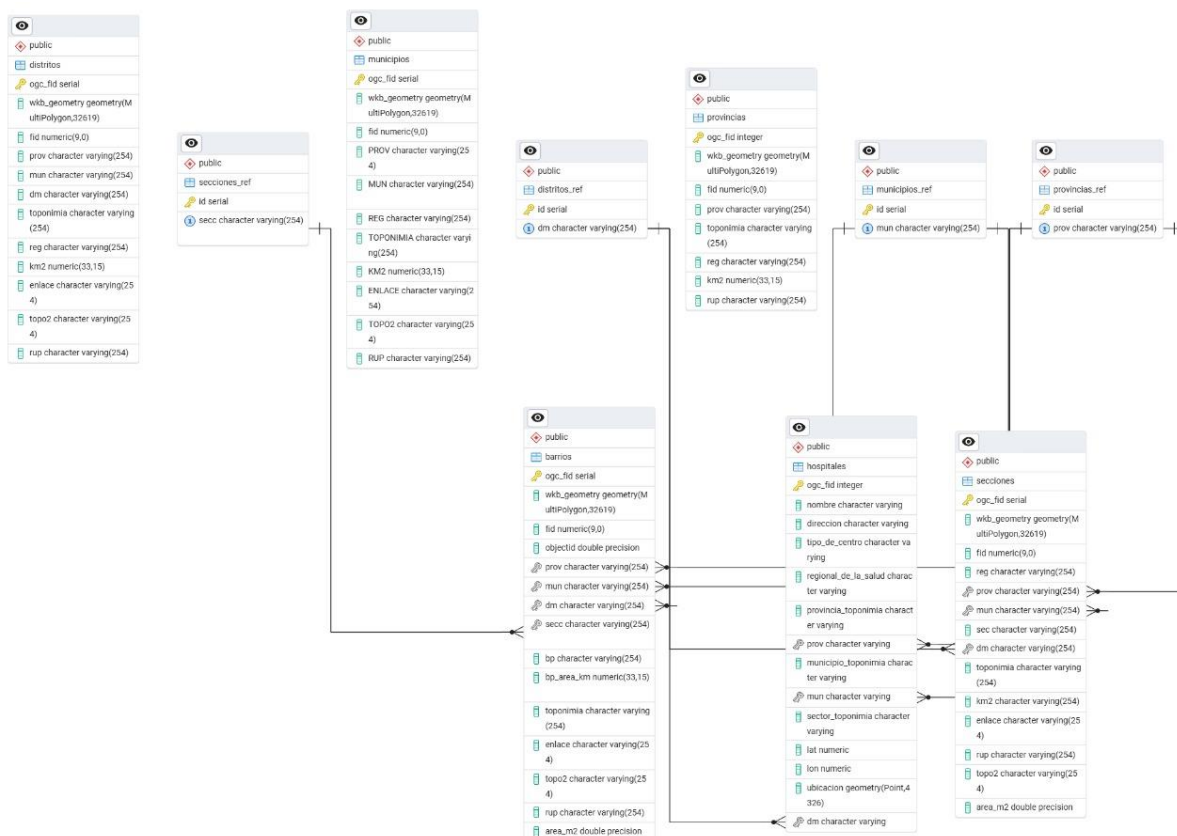 public
distritos
ogc_fid serial
wkb_geometry geometry(M
ultiPolygon,32619)
fid numeric(9,0)
prov character varying(254)
mun character varying(254)
dm character varying(254)
toponimia character varying
(254)
reg character varying(254)
km2 numeric(33,15)
enlace character varying(25
4)
topo2 character varying(25
4)
rup character varying(254)
public
secciones_ref
id serial
1 secc character varying(254)
public
municipios
ogc_fid serial
wkb_geometry geometry(M
ultiPolygon,32619)
fid numeric(9,0)
PROV character varying(25
4)
MUN character varying(254)
REG character varying(254)
TOPONIMIA character varyi
ng(254)
KM2 numeric(33,15)
ENLACE character varying(2
54)
TOPO2 character varying(25
4)
RUP character varying(254)
public
distritos_ref
id serial
1 dm character varying(254)
public
provincias
ogc_fid integer
wkb_geometry geometry(M
ultiPolygon,32619)
fid numeric(9,0)
prov character varying(254)
toponimia character varying
(254)
reg character varying(254)
km2 numeric(33,15)
rup character varying(254)
public
municipios_ref
id serial
1 mun character varying(254)
public
provincias_ref
id serial
1 prov character varying(254)
public
barrios
ogc_fid serial
wkb_geometry geometry(M
ultiPolygon,32619)
fid numeric(9,0)
objectid double precision
prov character varying(254)
mun character varying(254)
dm character varying(254)
secc character varying(254)
bp character varying(254)
bp_area_km numeric(33,15)
toponimia character varying
(254)
enlace character varying(25
4)
topo2 character varying(25
4)
rup character varying(254)
area_m2 double precision
public
hospitales
ogc_fid integer
nombre character varying
direccion character varying
tipo_de_centro character va
rying
regional_de_la_salud charac
ter varying
provincia_toponimia charact
er varying
prov character varying
municipio_toponimia charac
ter varying
mun character varying
sector_toponimia character
varying
lat numeric
lon numeric
ubicacion geometry(Point,4
326)
dm character varying
public
secciones
ogc_fid serial
wkb_geometry geometry(M
ultiPolygon,32619)
fid numeric(9,0)
reg character varying(254)
prov character varying(254)
mun character varying(254)
sec character varying(254)
dm character varying(254)
toponimia character varying
(254)
km2 character varying(254)
enlace character varying(25
4)
rup character varying(254)
topo2 character varying(25
4)
area_m2 double precision